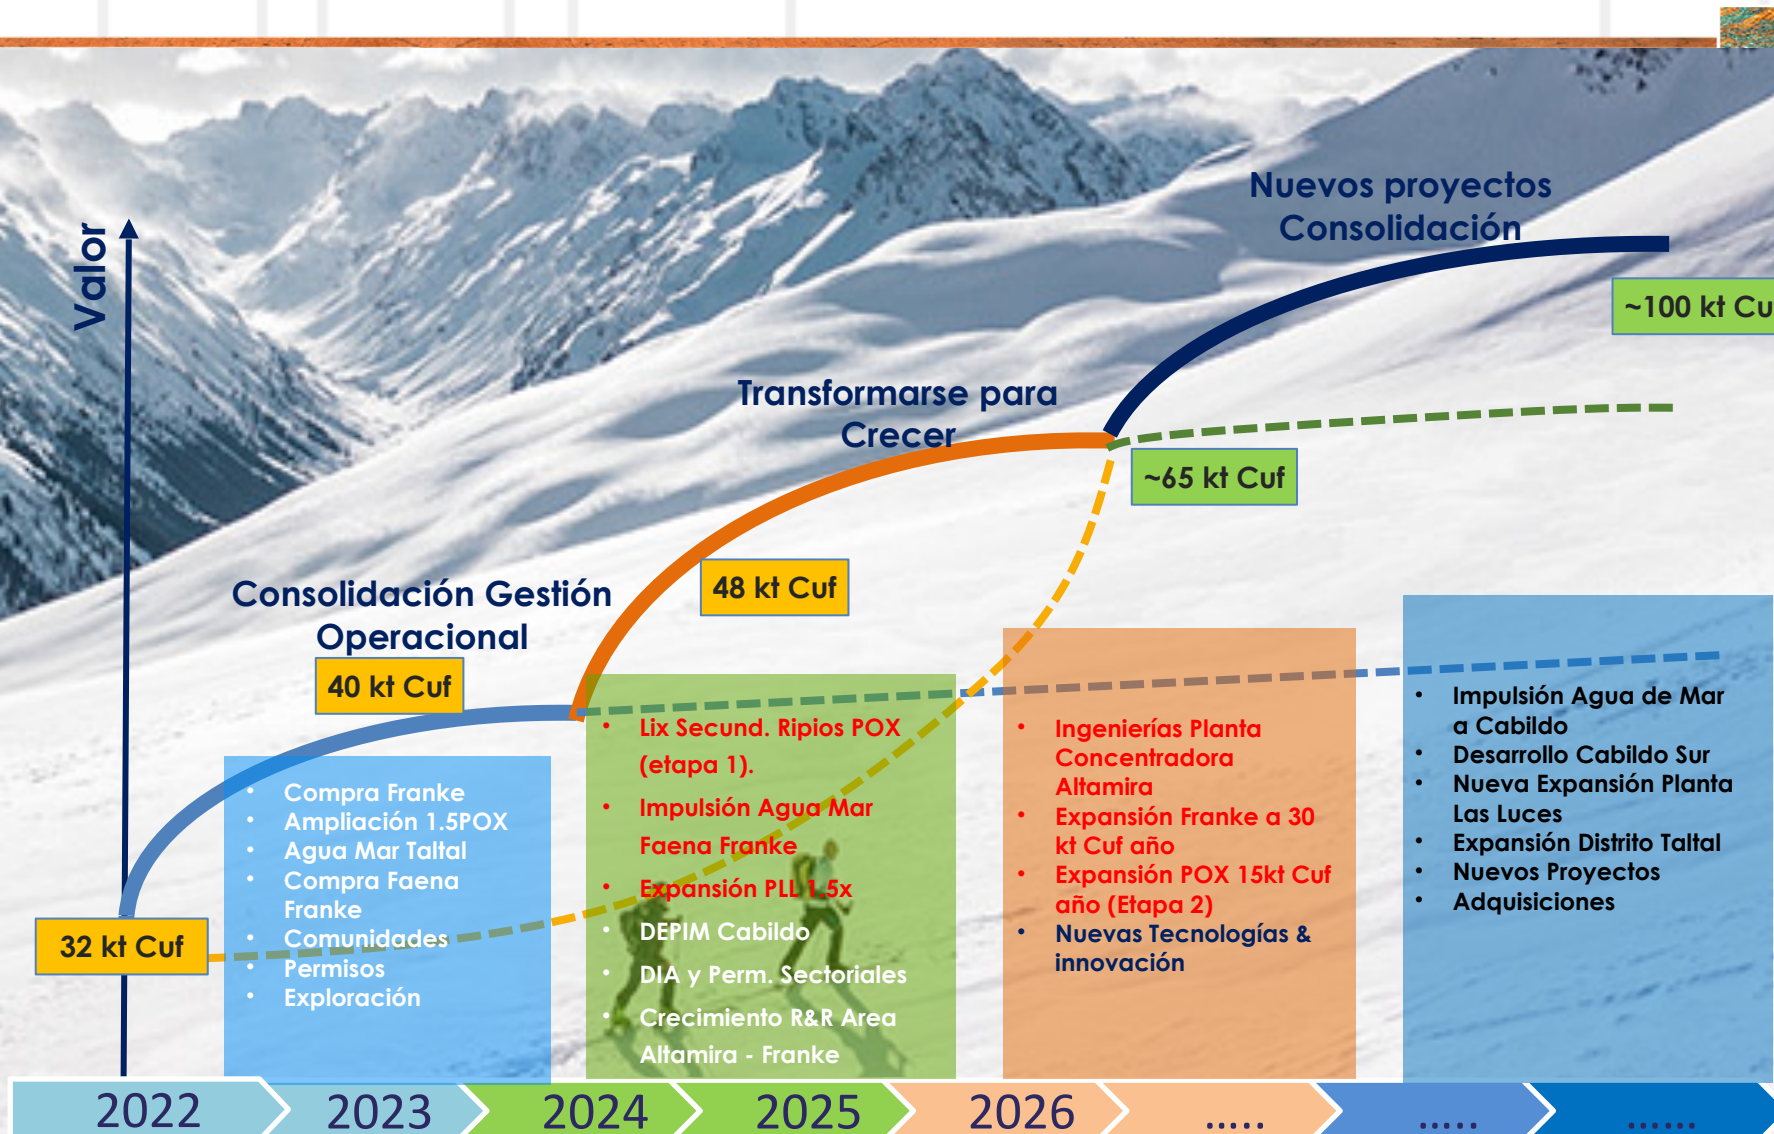 Valor
Nuevos proyectos
Consolidación
~100 kt Cu
Transformarse para
Crecer
~65 kt Cuf
48 kt Cuf
Consolidación Gestión
Operacional
40 kt Cuf
32 kt Cuf
• Compra Franke
• Ampliación 1.5POX
• Agua Mar Taltal
• Compra Faena
Franke
• Comunidades
• Permisos
• Exploración
• Lix Secund. Ripios POX
(etapa 1).
• Impulsión Agua Mar
Faena Franke
• Expansión PLL 1.5x
• DEPIM Cabildo
• DIA y Perm. Sectoriales
• Crecimiento R&R Area
Altamira - Franke
• Ingenierías Planta
Concentradora
Altamira
• Expansión Franke a 30
kt Cuf año
• Expansión POX 15kt Cuf
año (Etapa 2)
• Nuevas Tecnologías &
innovación
• Impulsión Agua de Mar
a Cabildo
• Desarrollo Cabildo Sur
• Nueva Expansión Planta
Las Luces
• Expansión Distrito Taltal
• Nuevos Proyectos
• Adquisiciones
2022
2023
2024
2025
2026
.....
.....
......